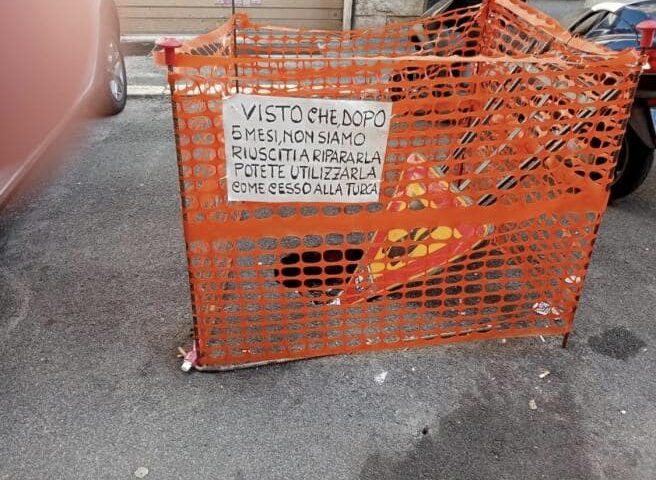 VISTO CHE, DOPO
5 MESI, NON SIAMO
RIUSCITI A RIPARARLA
POTETE UTILIZZARLA
COME CESSO ALLA TURCA